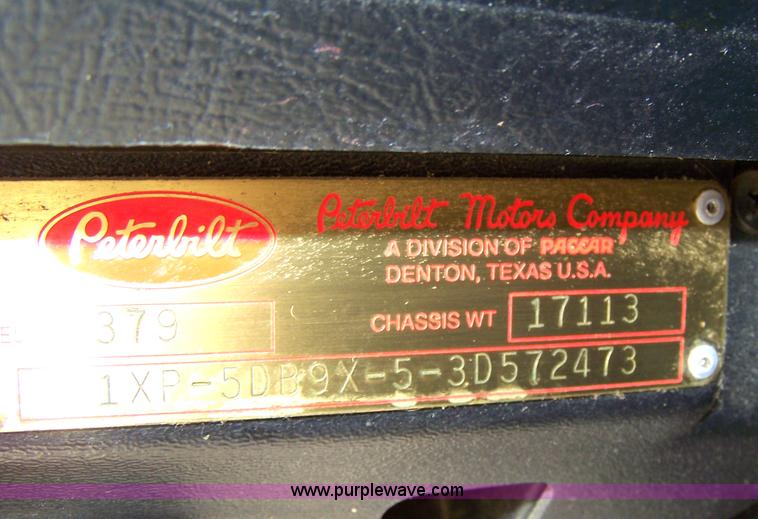 Peterbilt
Peterbilt Motors Company
A DIVISION OF PACCAR
DENTON, TEXAS U.S.A.
379
CHASSIS WT 17113
1XP-5DB9X-5-3D572473
www.purplewave.com